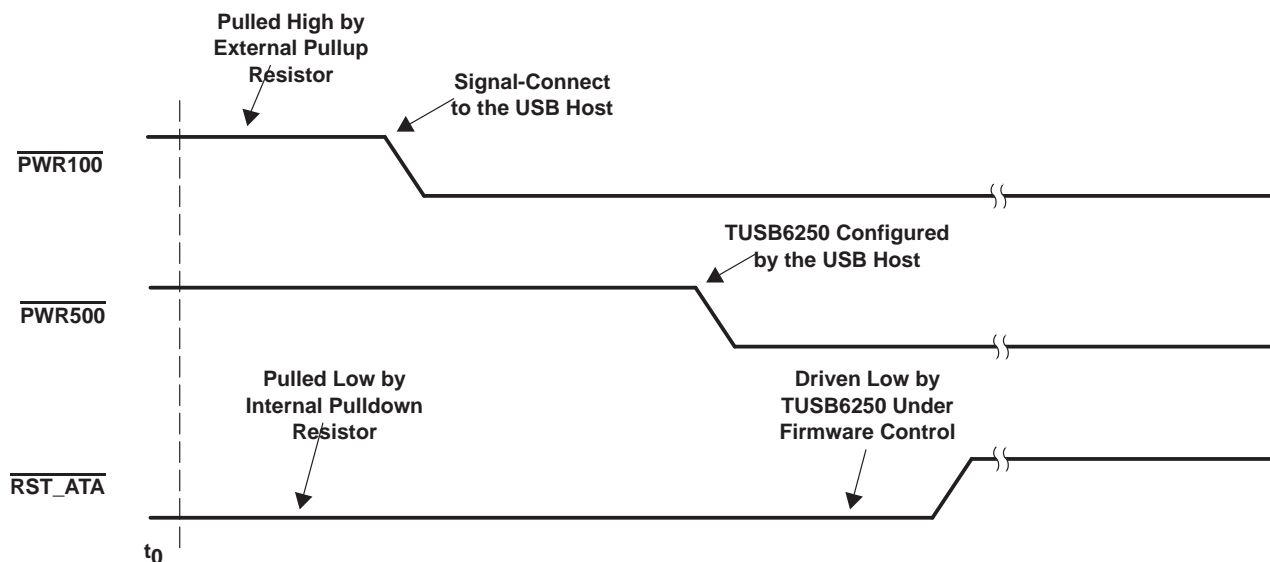 Pulled High by
External Pullup
Resistor
Signal-Connect
to the USB Host
PWR100
TUSB6250 Configured
by the USB Host
PWR500
Pulled Low by
Internal Pulldown
Resistor
Driven Low by
TUSB6250 Under
Firmware Control
RST_ATA
t0